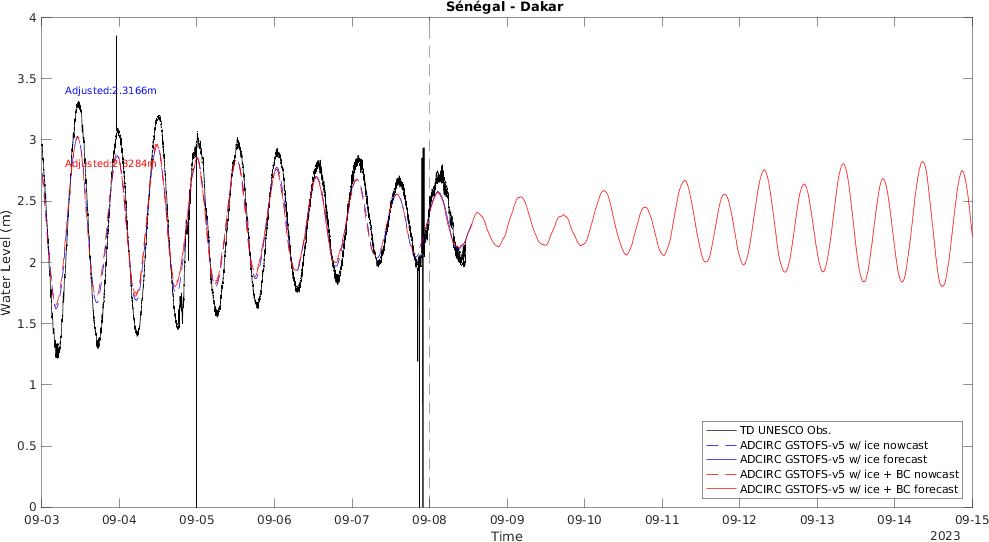 Sénégal - Dakar
4
3.5
3
2.5
2
1.5
1
0.5
0
Water Level (m)
Adjusted:2.3166m
Adjusted:2.3284m
TD UNESCO Obs.
ADCIRC GSTOFS-v5 w/ ice nowcast
ADCIRC GSTOFS-v5 w/ ice forecast
ADCIRC GSTOFS-v5 w/ ice + BC nowcast
ADCIRC GSTOFS-v5 w/ ice + BC forecast
09-03 09-04 09-05 09-06 09-07 09-08 09-09 09-10 09-11 09-12 09-13 09-14 09-15
Time
2023